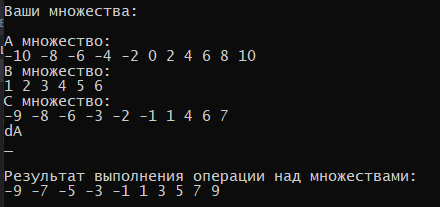 Ваши множества:
А множество:
-10 -8 -6 -4 -2 0 2 4 6 8 10
В множество:
1 2 3 4 5 6
С множество:
-9 -8 -6 -3 -2 -1 1 4 6 7
dA
_
Результат выполнения операции над множествами:
-9 -7 -5 -3 -1 1 3 5 7 9